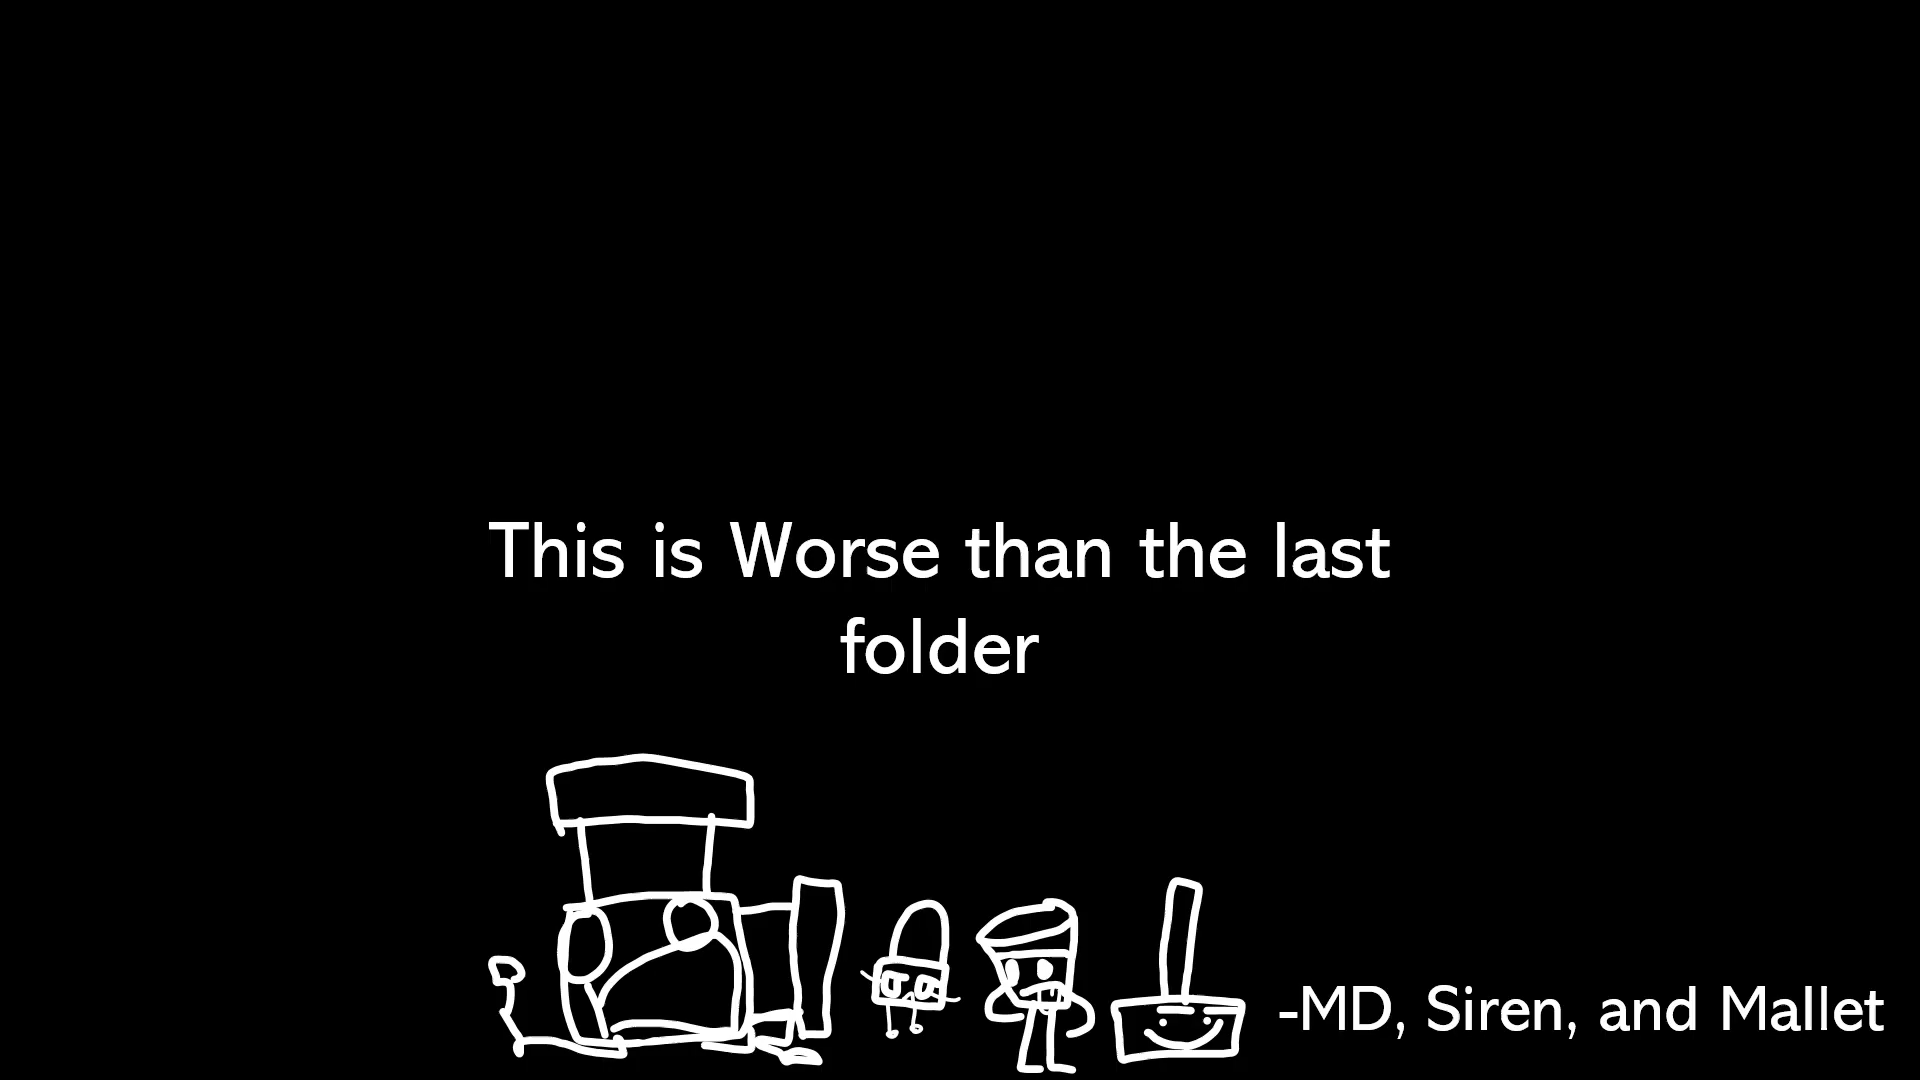 This is Worse than the last
folder
-MD, Siren, and Mallet